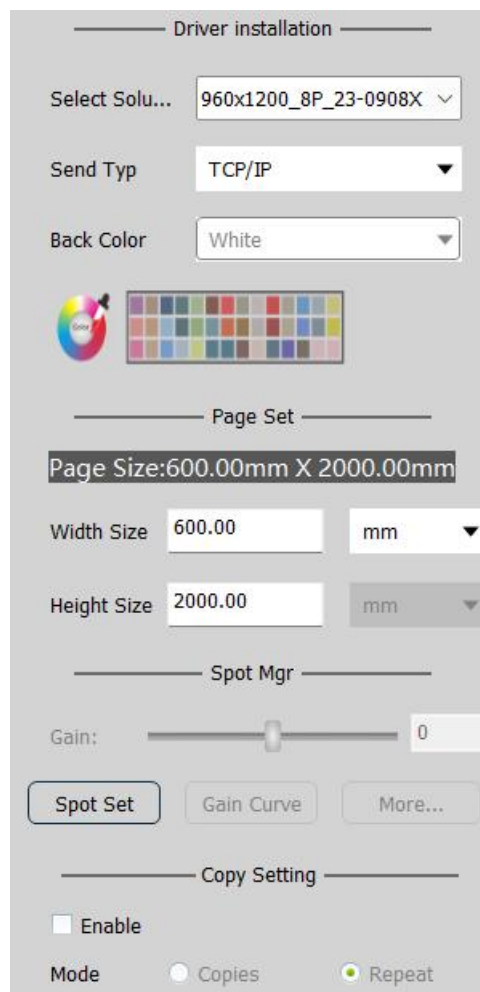 Driver installation
Select Solu... 960x1200_8P_23-0908X
Send Typ TCP/IP
Back Color White
Color
Page Set
Page Size:600.00mm X 2000.00mm
Width Size 600.00 mm
Height Size 2000.00 mm
Spot Mgr
Gain: 0
Spot Set Gain Curve More...
Copy Setting
Enable
Mode Copies Repeat